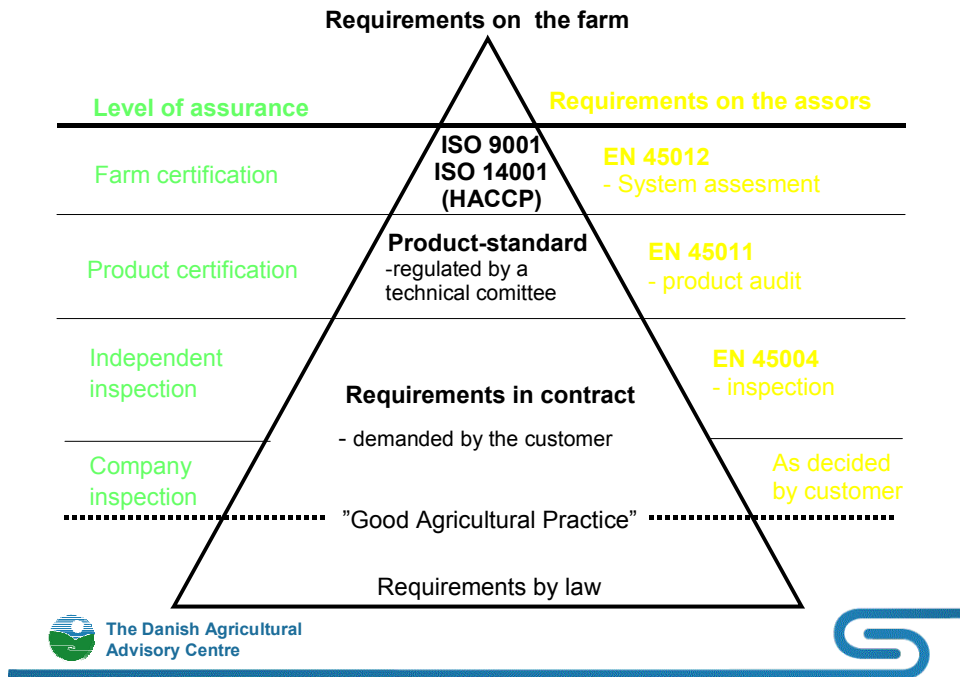 Requirements on the farm
Level of assurance
Requirements on the assors
Farm certification
ISO 9001
ISO 14001
(HACCP)
EN 45012
- System assesment
Product certification
Product-standard
-regulated by a
technical comittee
EN 45011
- product audit
Independent
inspection
Requirements in contract
- demanded by the customer
EN 45004
- inspection
Company
inspection
As decided
by customer
”Good Agricultural Practice”
Requirements by law
The Danish Agricultural
Advisory Centre